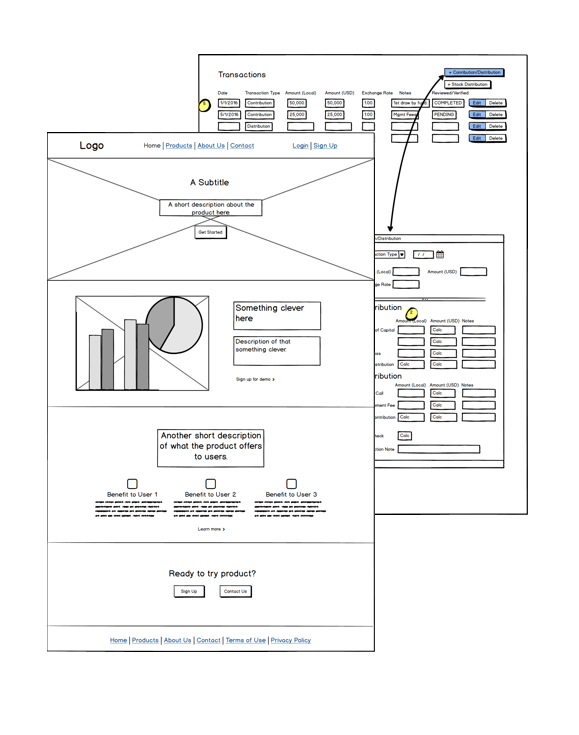 Transactions
+ Contribution/Distribution
+ Stock Distribution
Date Transaction Type Amount (Local) Amount (USD) Exchange Rate Notes Reviewed/Verified
1/1/2016 Contribution 50,000 50,000 1.00 1st draw by COMPLETED Edit Delete
5/1/2016 Contribution 25,000 25,000 1.00 Mgmt Fees PENDING Edit Delete
Distribution Edit Delete
Edit Delete
Logo
Home | Products | About Us | Contact
Login | Sign Up
A Subtitle
A short description about the
product here
Get Started
Something clever
here
Description of that
something clever
Sign up for demo >
Another short description
of what the product offers
to users.
Benefit to User 1 Benefit to User 2 Benefit to User 3
Learn more >
Ready to try product?
Sign Up Contact Us
Home | Products | About Us | Contact | Terms of Use | Privacy Policy
/Distribution
ction Type / /
(Local) Amount (USD)
ge Rate
ribution
Amount (Local) Amount (USD) Notes
of Capital Calc
Calc
Calc
stribution Calc Calc
ribution
Amount (Local) Amount (USD) Notes
Call Calc
ment Fee Calc
ontribution Calc Calc
heck Calc
tion Note